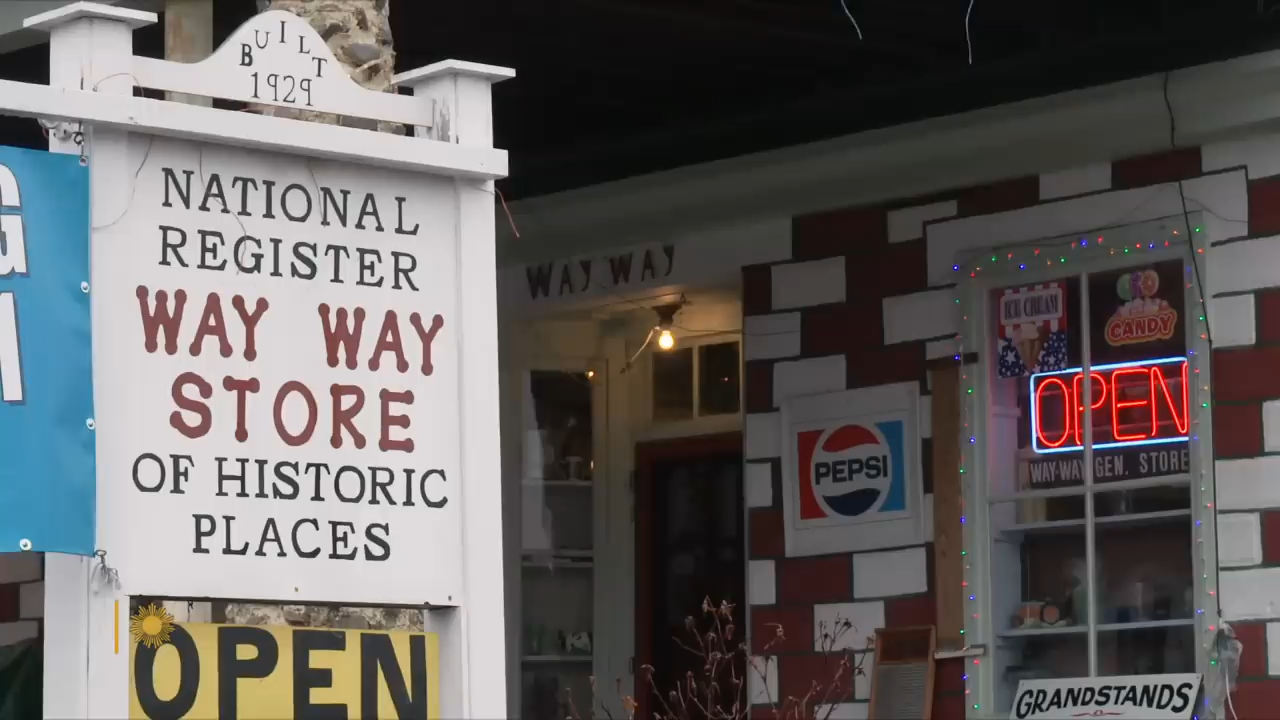 BUILT
1929
NATIONAL
REGISTER
WAY WAY
STORE
OF HISTORIC
PLACES
OPEN
G
WAY WAY
PEPSI
ICE CREAM
CANDY
OPEN
WAY-WAY GEN. STORE
GRANDSTANDS